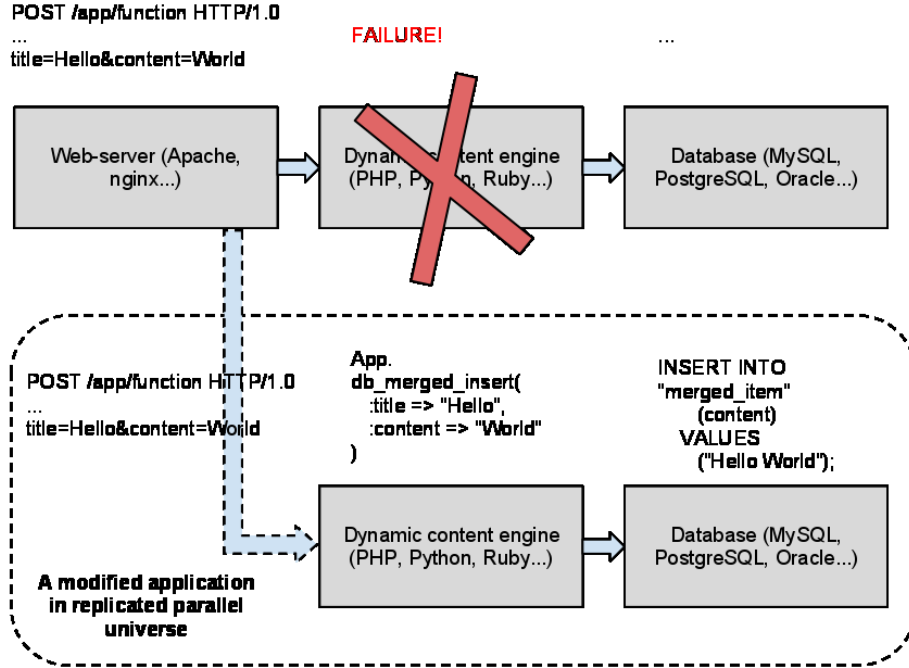 POST /app/function HTTP/1.0
...
title=Hello&content=World
FAILURE!
...
Web-server (Apache,
nginx...)
Dynamic content engine
(PHP, Python, Ruby...)
Database (MySQL,
PostgreSQL, Oracle...)
POST /app/function HTTP/1.0
...
title=Hello&content=World
App.
db_merged_insert(
:title => "Hello",
:content => "World"
)
INSERT INTO
"merged_item"
(content)
VALUES
("Hello World");
Dynamic content engine
(PHP, Python, Ruby...)
Database (MySQL,
PostgreSQL, Oracle...)
A modified application
in replicated parallel
universe